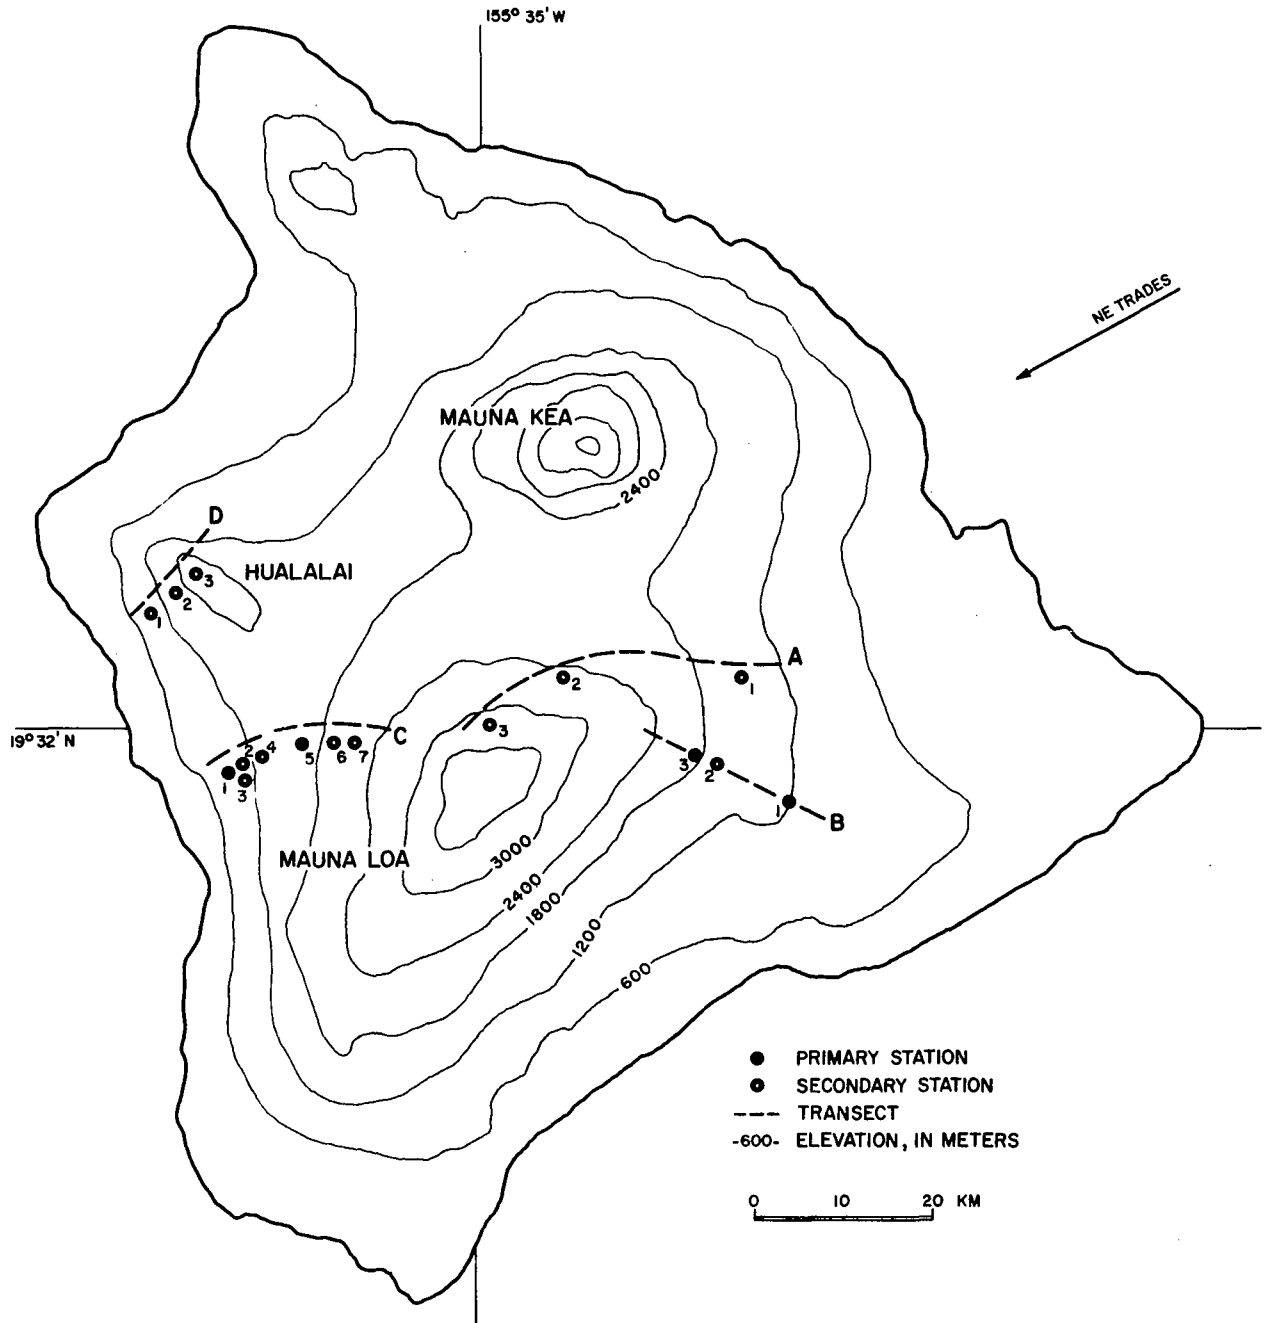 155° 35' W
NE TRADES
MAUNA KEA
2400
D
3
HUALALAI
2
1
A
2
1
3
19° 32' N
C
2
4
5
6
7
1
3
3
2
1
B
MAUNA LOA
3000
2400
1800
1200
600
PRIMARY STATION
SECONDARY STATION
TRANSECT
-600- ELEVATION, IN METERS
0 10 20 KM